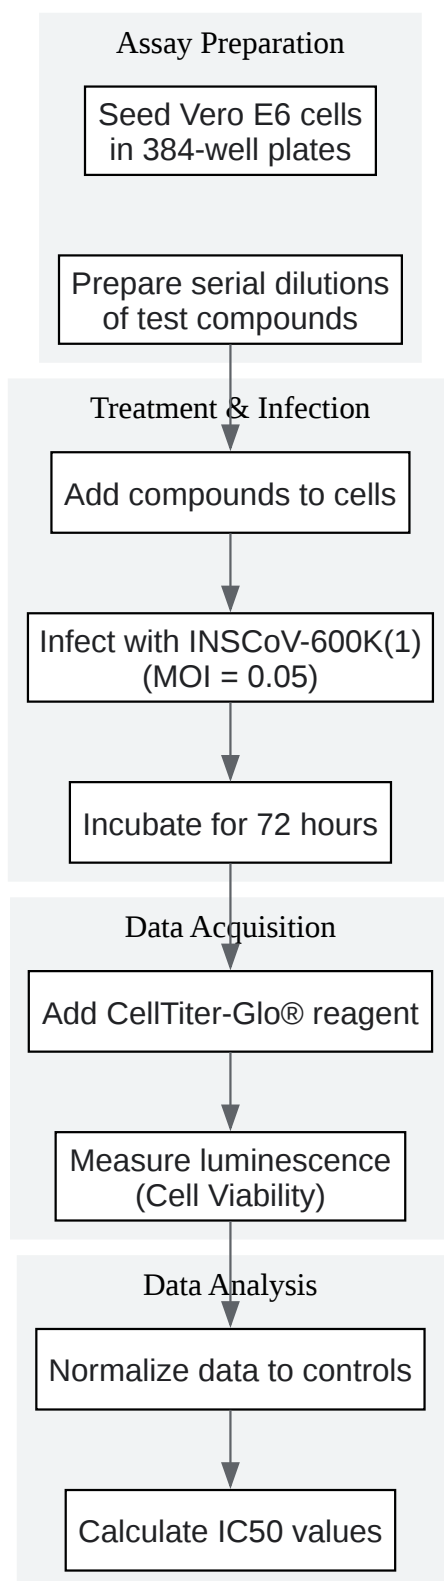 Assay Preparation
Seed Vero E6 cells
in 384-well plates
Prepare serial dilutions
of test compounds
Treatment & Infection
Add compounds to cells
Infect with INSCoV-600K(1)
(MOI = 0.05)
Incubate for 72 hours
Data Acquisition
Add CellTiter-Glo® reagent
Measure luminescence
(Cell Viability)
Data Analysis
Normalize data to controls
Calculate IC50 values